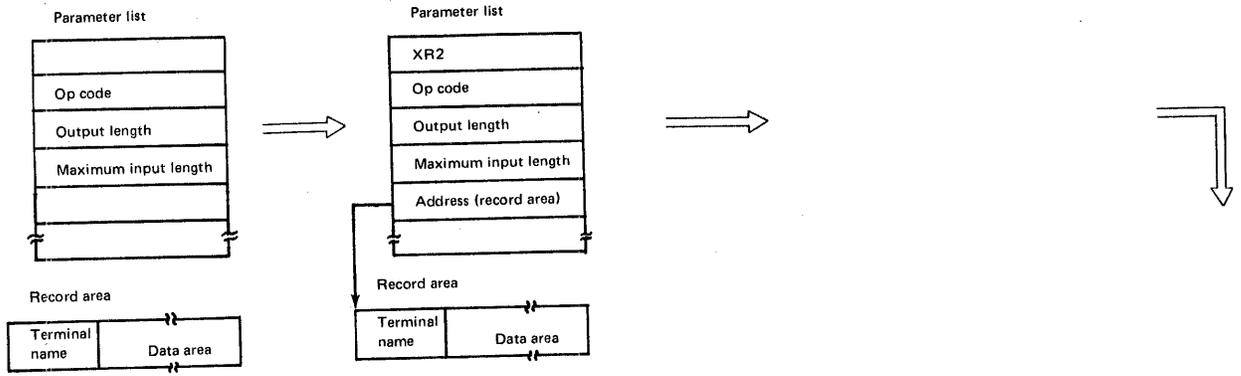 Parameter list
Op code
Output length
Maximum input length
Record area
Terminal
name
Data area
Parameter list
XR2
Op code
Output length
Maximum input length
Address (record area)
Record area
Terminal
name
Data area